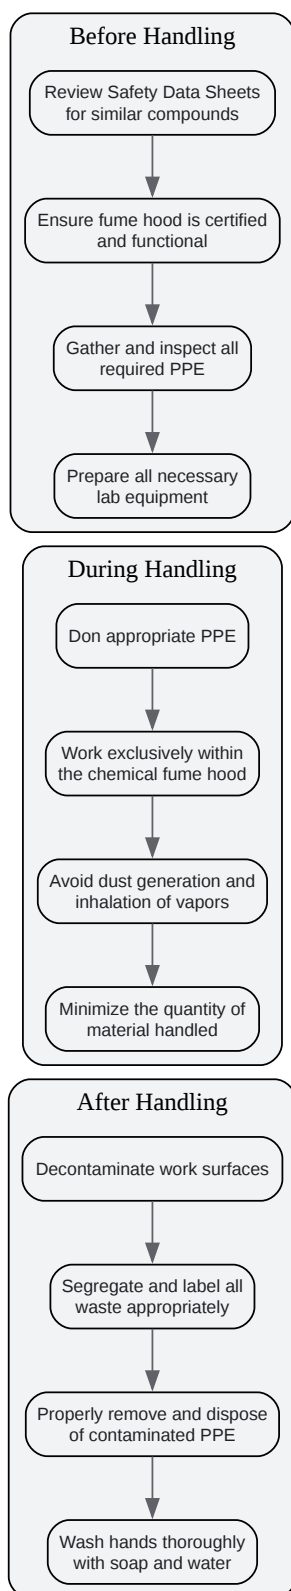 Before Handling
Review Safety Data Sheets
for similar compounds
Ensure fume hood is certified
and functional
Gather and inspect all
required PPE
Prepare all necessary
lab equipment
During Handling
Don appropriate PPE
Work exclusively within
the chemical fume hood
Avoid dust generation and
inhalation of vapors
Minimize the quantity of
material handled
After Handling
Decontaminate work surfaces
Segregate and label all
waste appropriately
Properly remove and dispose
of contaminated PPE
Wash hands thoroughly
with soap and water